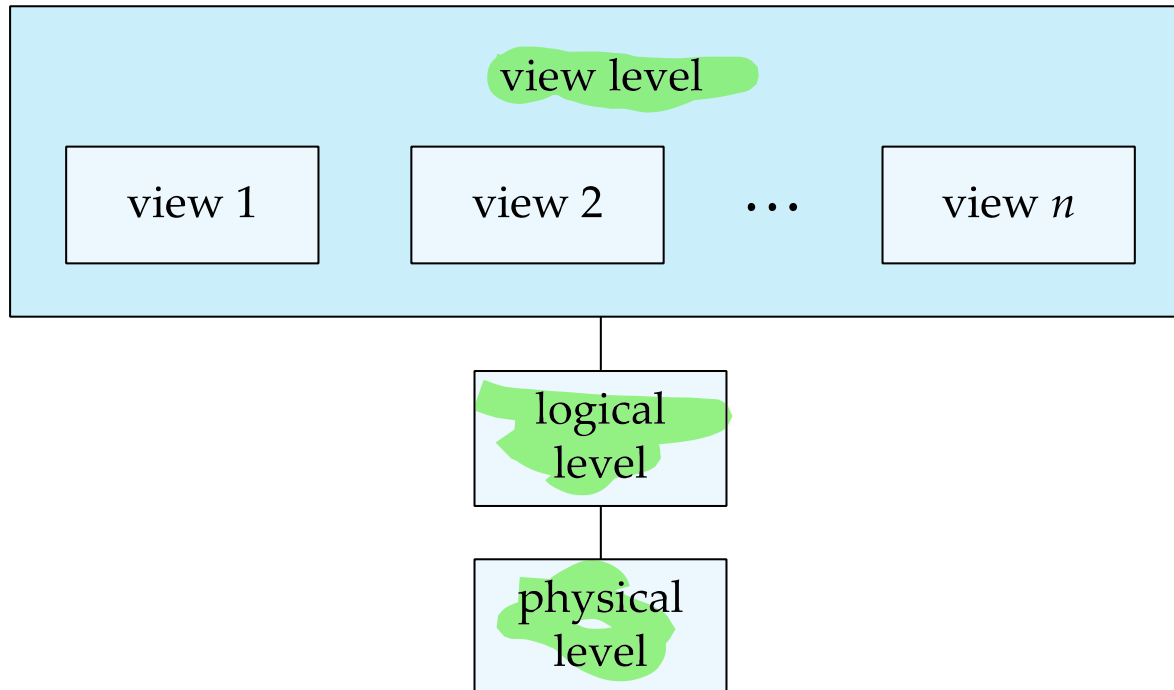 view level
view 1
view 2
...
view n
logical
level
physical
level